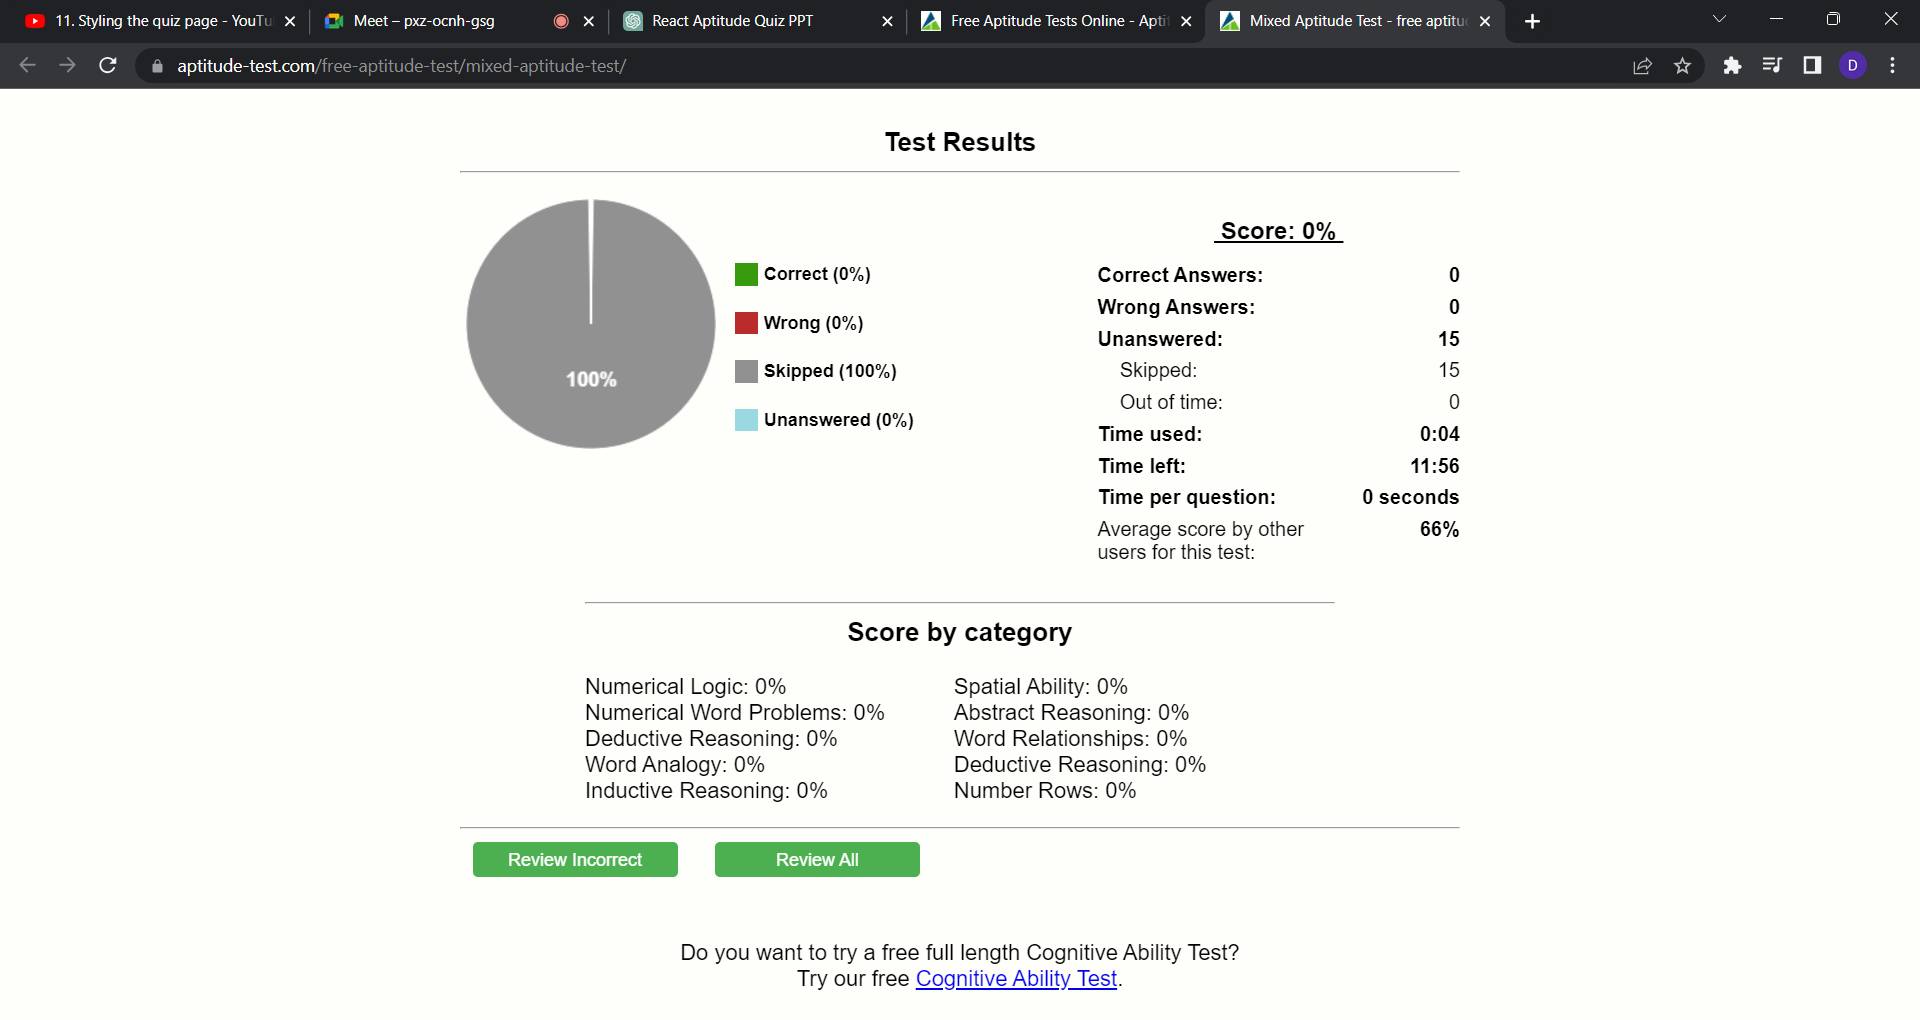 11. Styling the quiz page - YouTu
Meet – pxz-ocnh-gsg
React Aptitude Quiz PPT
Free Aptitude Tests Online - Apti
Mixed Aptitude Test - free aptitu
aptitude-test.com/free-aptitude-test/mixed-aptitude-test/
D
Test Results
100%
Correct (0%)
Wrong (0%)
Skipped (100%)
Unanswered (0%)
Score: 0%
Correct Answers: 0
Wrong Answers: 0
Unanswered: 15
Skipped: 15
Out of time: 0
Time used: 0:04
Time left: 11:56
Time per question: 0 seconds
Average score by other 66%
users for this test:
Score by category
Numerical Logic: 0%
Numerical Word Problems: 0%
Deductive Reasoning: 0%
Word Analogy: 0%
Inductive Reasoning: 0%
Spatial Ability: 0%
Abstract Reasoning: 0%
Word Relationships: 0%
Deductive Reasoning: 0%
Number Rows: 0%
Review Incorrect
Review All
Do you want to try a free full length Cognitive Ability Test?
Try our free Cognitive Ability Test.